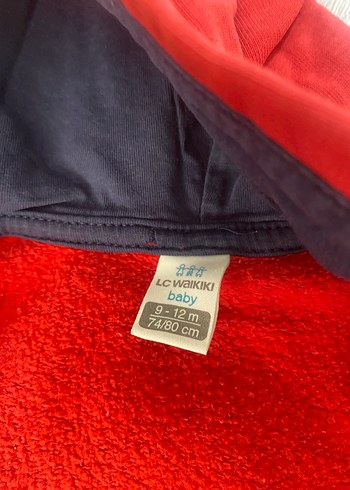 LC WAIKIKI
baby
9 - 12 m
74/80 cm